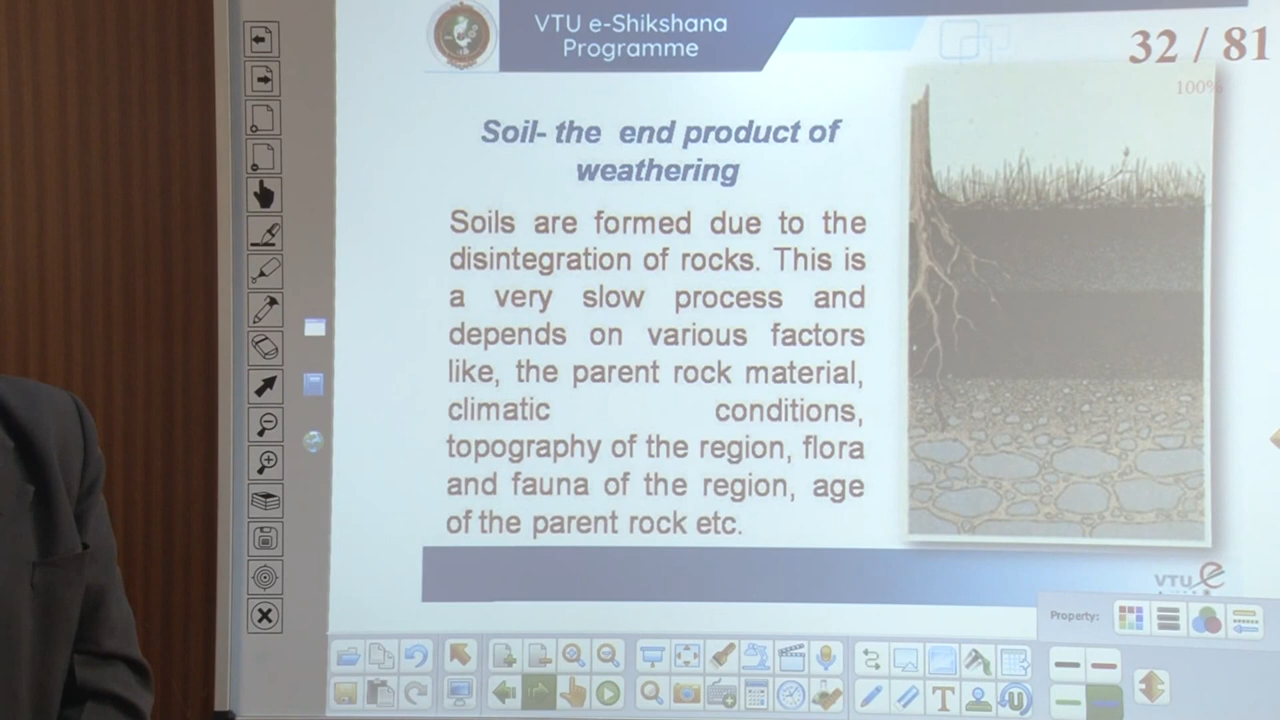 VTU e-Shikshana
Programme
32 / 81
100%
Soil- the end product of
weathering
Soils are formed due to the
disintegration of rocks. This is
a very slow process and
depends on various factors
like, the parent rock material,
climatic conditions,
topography of the region, flora
and fauna of the region, age
of the parent rock etc.
VTU e
Property: